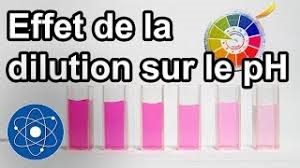 Effet de la
dilution sur le pH